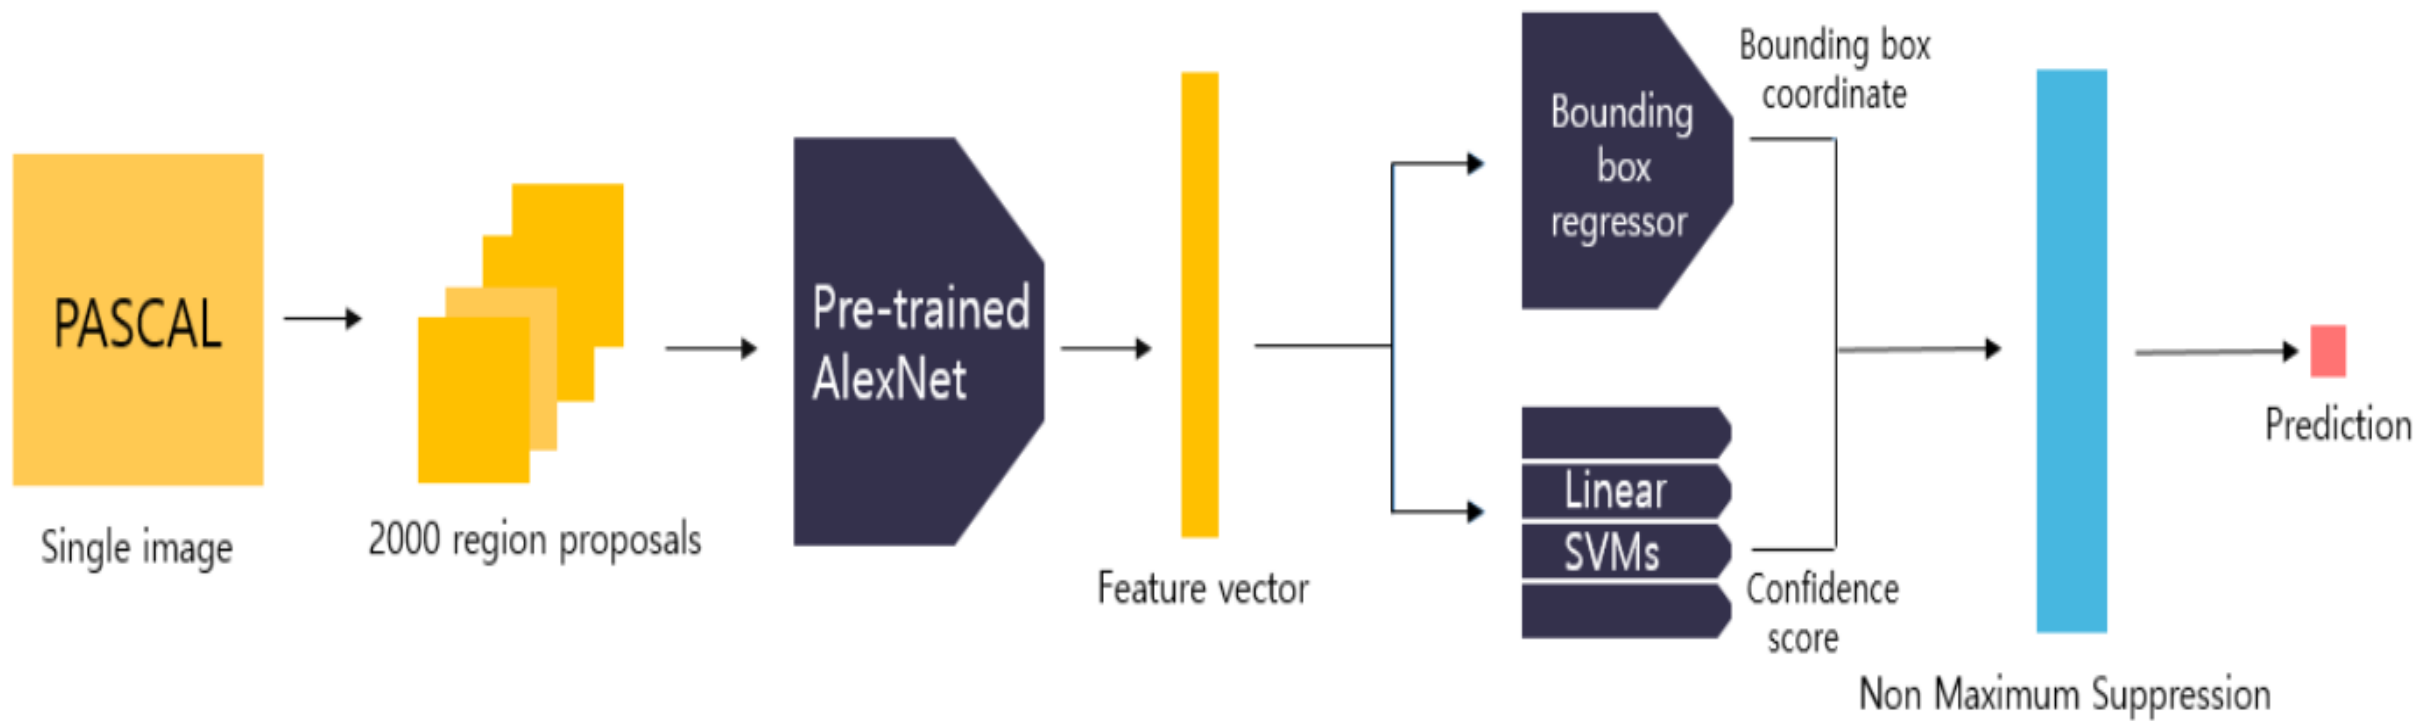 PASCAL
Single image
2000 region proposals
Pre-trained
AlexNet
Feature vector
Bounding
box
regressor
Bounding box
coordinate
Linear
SVMs
Confidence
score
Non Maximum Suppression
Prediction